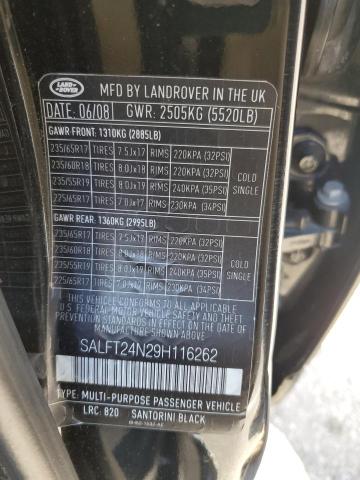 LAND ROVER
MFD BY LANDROVER IN THE UK
DATE: 06/08 GWR: 2505KG (5520LB)
GAWR FRONT: 1310KG (2885LB)
235/65R17 TIRES 7.5Jx17 RIMS 220KPA (32PSI)
235/60R18 TIRES 8.0Jx18 RIMS 220KPA (32PSI) COLD
235/55R19 TIRES 8.0Jx19 RIMS 240KPA (35PSI) SINGLE
225/65R17 TIRES 7.0Jx17 RIMS 230KPA (34PSI)
GAWR REAR: 1360KG (2995LB)
235/65R17 TIRES 7.5Jx17 RIMS 220KPA (32PSI)
235/60R18 TIRES 8.0Jx18 RIMS 220KPA (32PSI) COLD
235/55R19 TIRES 8.0Jx19 RIMS 240KPA (35PSI) SINGLE
225/65R17 TIRES 7.0Jx17 RIMS 230KPA (34PSI)
THIS VEHICLE CONFORMS TO ALL APPLICABLE
U.S. FEDERAL MOTOR VEHICLE SAFETY AND
THEFT PREVENTION STANDARDS IN EFFECT ON
THE DATE OF MANUFACTURE
SHOWN ABOVE
SALFT24N29H116262
TYPE: MULTI-PURPOSE PASSENGER VEHICLE
LRC: 820 SANTORINI BLACK